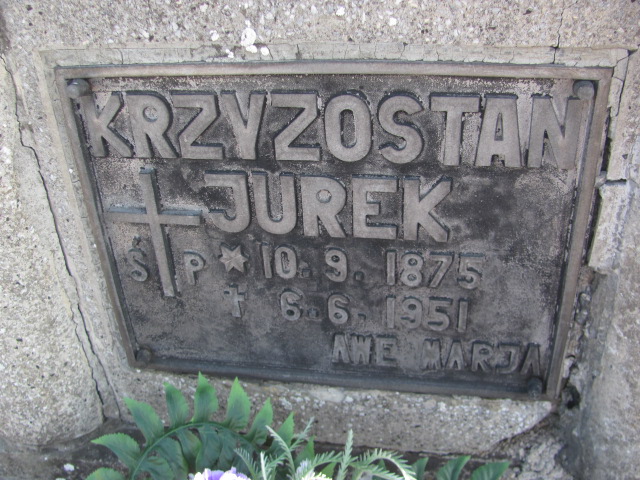 KRZYZOSTAN
JUREK
Ś P * 10.9.1875
† 6.6.1951
AWE MARJA